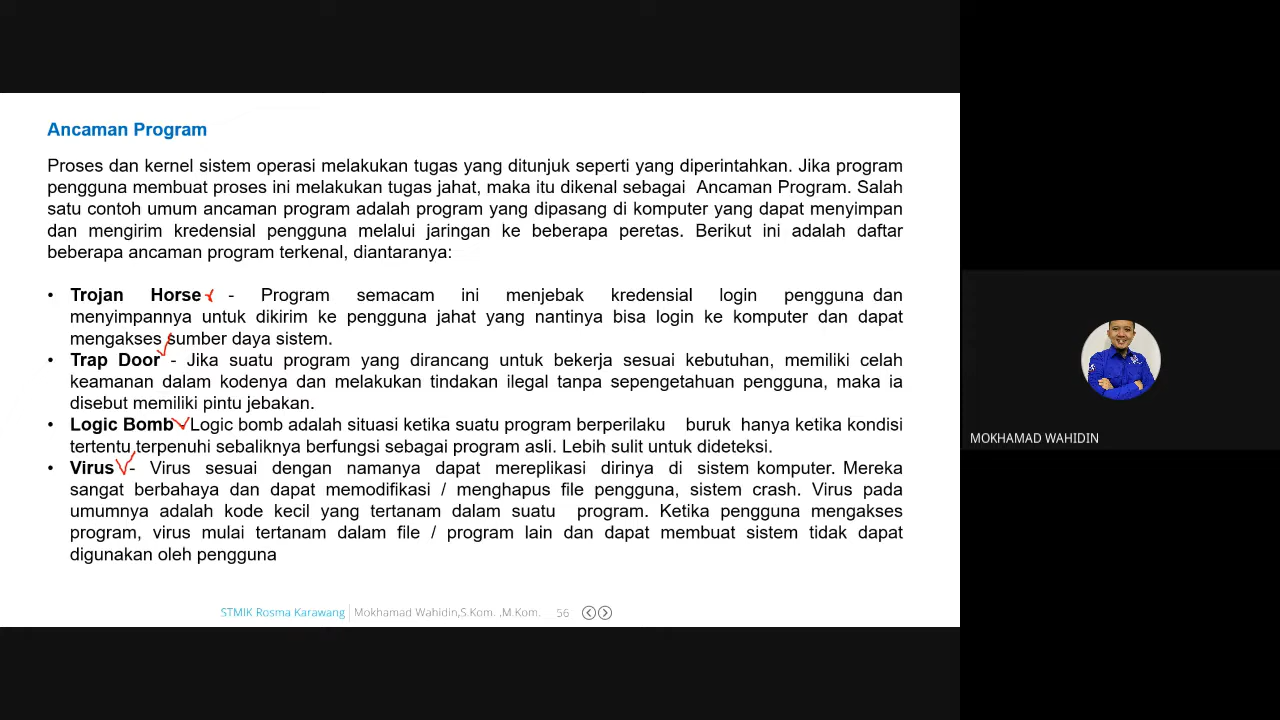 Ancaman Program
Proses dan kernel sistem operasi melakukan tugas yang ditunjuk seperti yang diperintahkan. Jika program
pengguna membuat proses ini melakukan tugas jahat, maka itu dikenal sebagai Ancaman Program. Salah
satu contoh umum ancaman program adalah program yang dipasang di komputer yang dapat menyimpan
dan mengirim kredensial pengguna melalui jaringan ke beberapa peretas. Berikut ini adalah daftar
beberapa ancaman program terkenal, diantaranya:
• Trojan Horse - Program semacam ini menjebak kredensial login pengguna dan
menyimpannya untuk dikirim ke pengguna jahat yang nantinya bisa login ke komputer dan dapat
mengakses sumber daya sistem.
• Trap Door - Jika suatu program yang dirancang untuk bekerja sesuai kebutuhan, memiliki celah
keamanan dalam kodenya dan melakukan tindakan ilegal tanpa sepengetahuan pengguna, maka ia
disebut memiliki pintu jebakan.
• Logic Bomb Logic bomb adalah situasi ketika suatu program berperilaku buruk hanya ketika kondisi
tertentu terpenuhi sebaliknya berfungsi sebagai program asli. Lebih sulit untuk dideteksi.
• Virus - Virus sesuai dengan namanya dapat mereplikasi dirinya di sistem komputer. Mereka
sangat berbahaya dan dapat memodifikasi / menghapus file pengguna, sistem crash. Virus pada
umumnya adalah kode kecil yang tertanam dalam suatu program. Ketika pengguna mengakses
program, virus mulai tertanam dalam file / program lain dan dapat membuat sistem tidak dapat
digunakan oleh pengguna
STMIK Rosma Karawang | Mokhamad Wahidin,S.Kom. ,M.Kom. 56
MOKHAMAD WAHIDIN